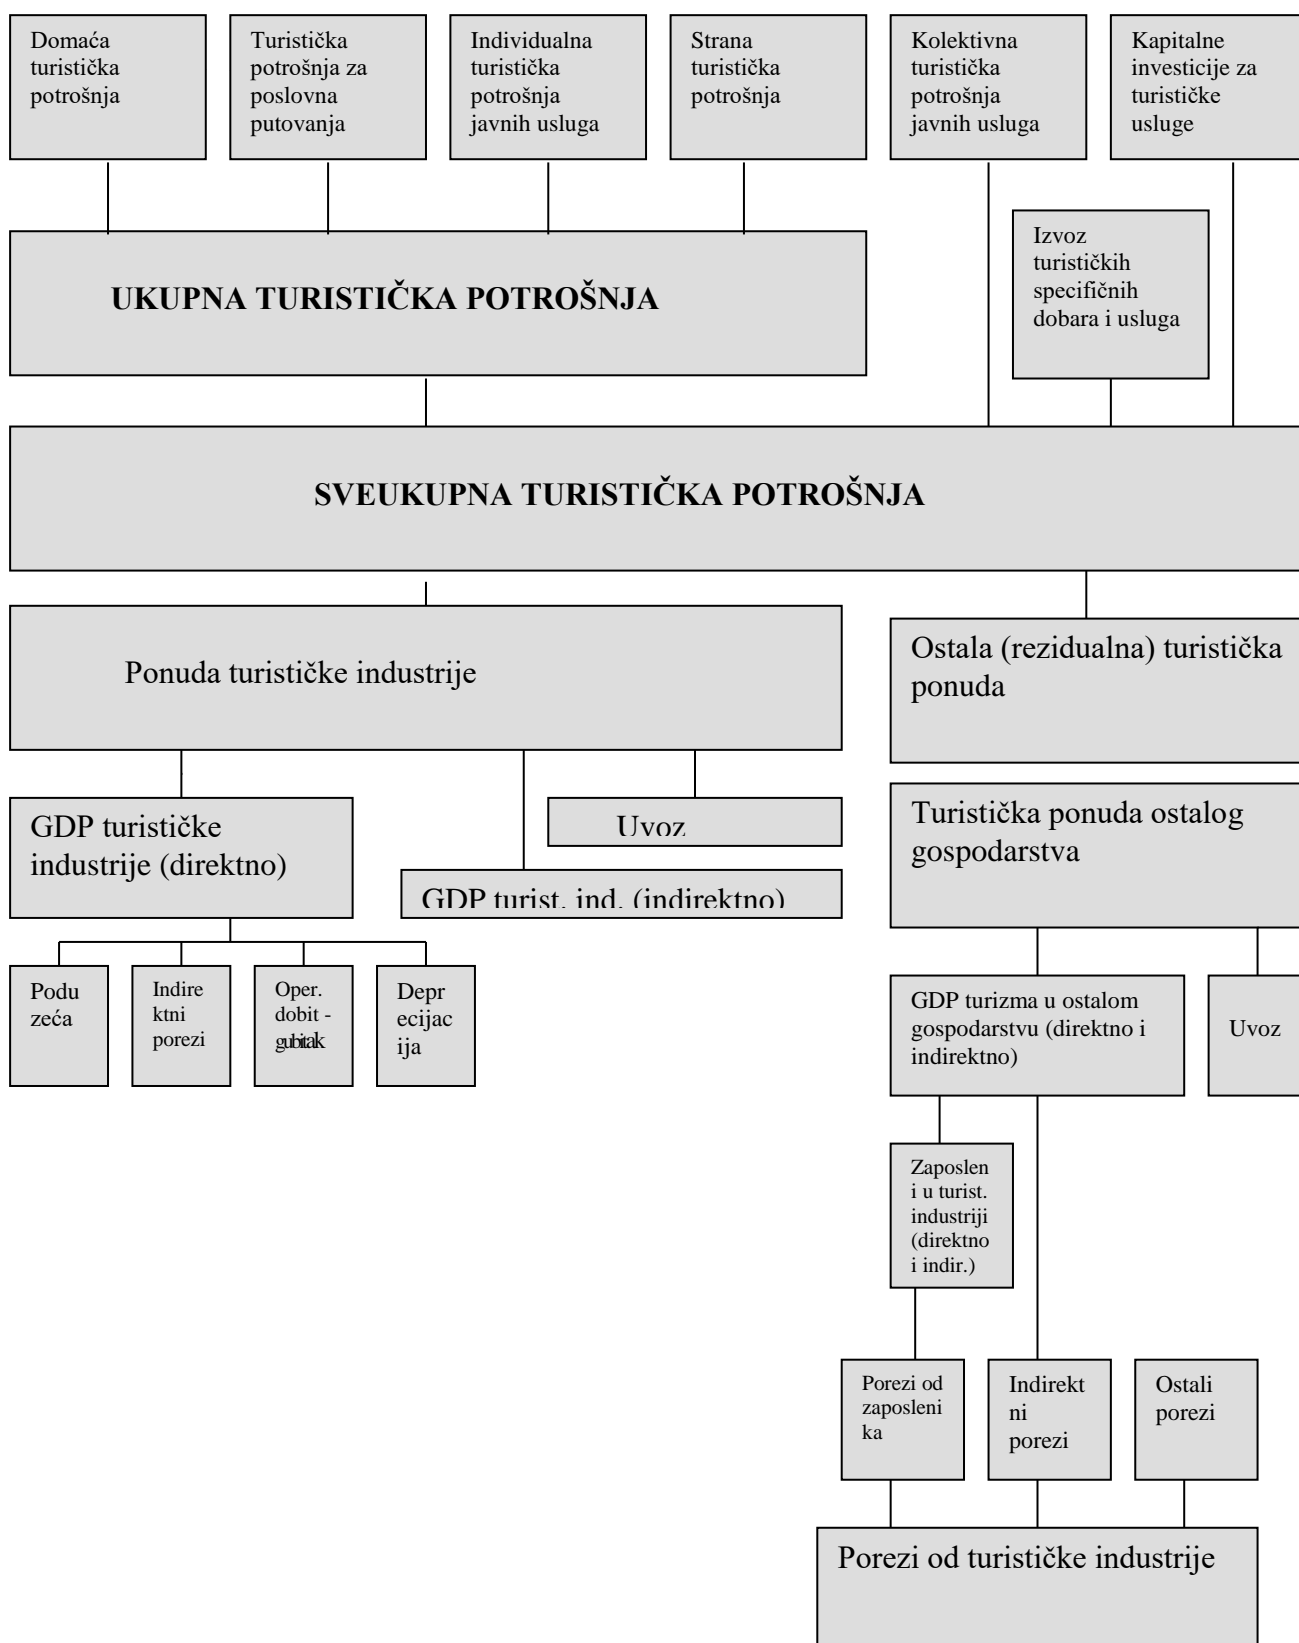 Domaća
turistička
potrošnja
Turistička
potrošnja za
poslovna
putovanja
Individualna
turistička
potrošnja
javnih usluga
Strana
turistička
potrošnja
Kolektivna
turistička
potrošnja
javnih usluga
Kapitalne
investicije za
turističke
usluge
Izvoz
turističkih
specifičnih
dobara i usluga
UKUPNA TURISTIČKA POTROŠNJA
SVEUKUPNA TURISTIČKA POTROŠNJA
Ponuda turističke industrije
Ostala (rezidualna) turistička
ponuda
GDP turističke
industrije (direktno)
Uvoz
GDP turist. ind. (indirektno)
Turistička ponuda ostalog
gospodarstva
Podu
zeća
Indire
ktni
porezi
Oper.
dobit -
gubitak
Depr
ecijac
ija
GDP turizma u ostalom
gospodarstvu (direktno i
indirektno)
Uvoz
Zaposlen
i u turist.
industriji
(direktno
i indir.)
Porezi od
zaposleni
ka
Indirekt
ni
porezi
Ostali
porezi
Porezi od turističke industrije